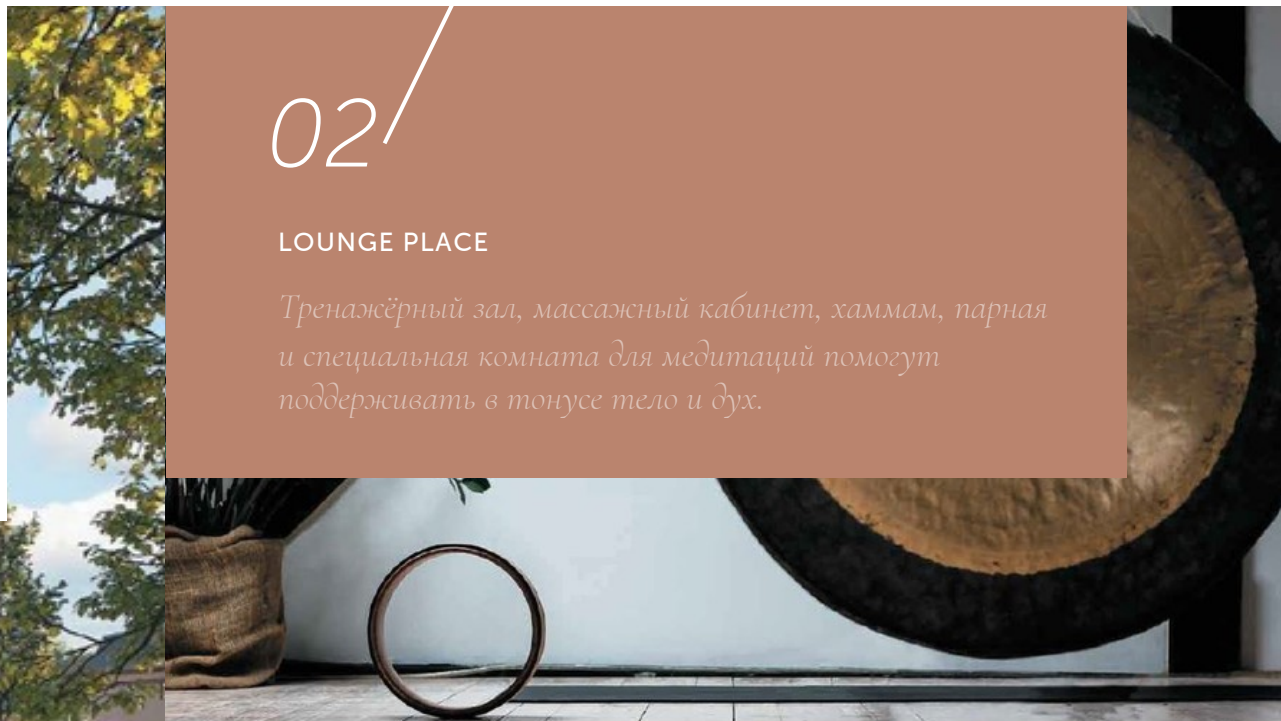 02
LOUNGE PLACE
Тренажёрный зал, массажный кабинет, хаммам, парная
и специальная комната для медитаций помогут
поддерживать в тонусе тело и дух.